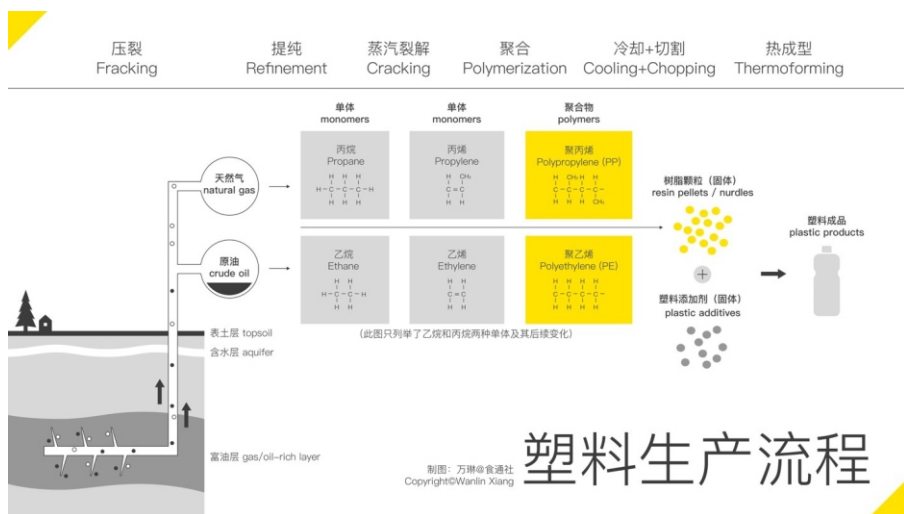 压裂
Fracking
提纯
Refinement
蒸汽裂解
Cracking
聚合
Polymerization
冷却+切割
Cooling+Chopping
热成型
Thermoforming
单体
monomers
单体
monomers
聚合物
polymers
天然气
natural gas
丙烷
Propane
H H H
H-C-C-C-H
H H H
丙烯
Propylene
H CH₃
C=C
H H
聚丙烯
Polypropylene (PP)
H CH₃ H H
C-C-C-C-
H H H CH₃
树脂颗粒（固体）
resin pellets / nurdles
塑料成品
plastic products
原油
crude oil
乙烷
Ethane
H H
H-C-C-H
H H
乙烯
Ethylene
H H
C=C
H H
聚乙烯
Polyethylene (PE)
H H H H
C-C-C-C-
H H H H
+
塑料添加剂（固体）
plastic additives
表土层 topsoil
（此图只列举了乙烷和丙烷两种单体及其后续变化）
含水层 aquifer
富油层 gas/oil-rich layer
制图：万琳@食通社
Copyright©Wanlin Xiang
塑料生产流程